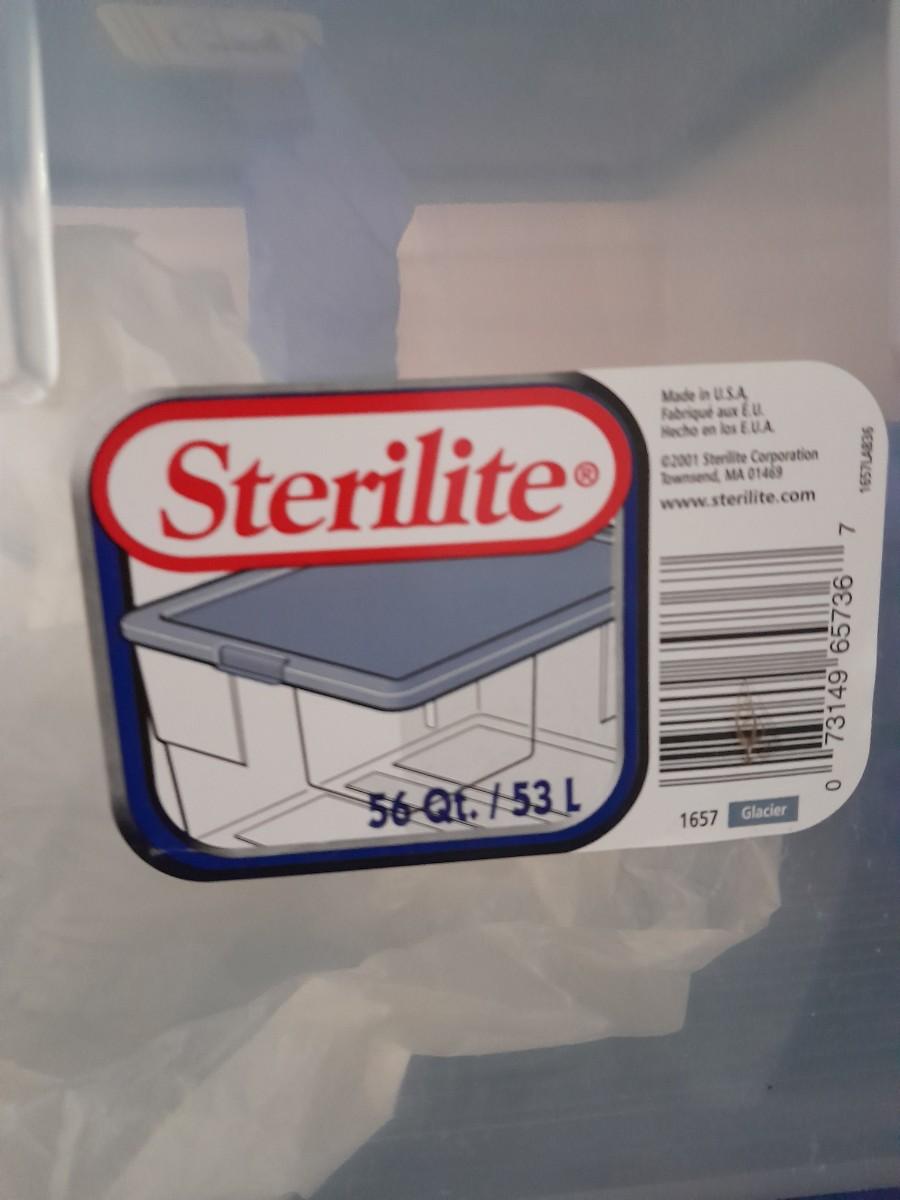 Sterilite®
56 Qt. / 53 L
Made in U.S.A.
Fabriqué aux É.U.
Hecho en los E.U.A.
©2001 Sterilite Corporation
Townsend, MA 01469
www.sterilite.com
1657LA836
0 73149 65736 7
1657 Glacier